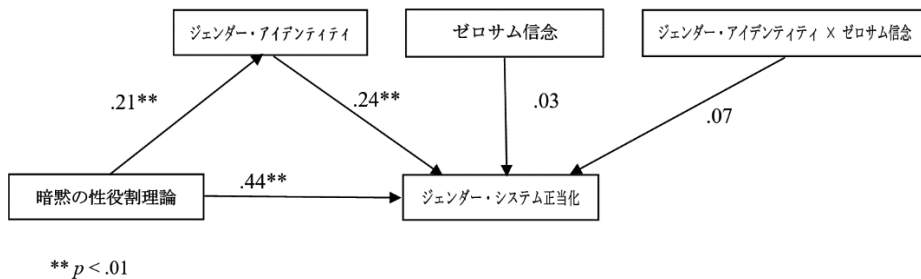 ジェンダー・アイデンティティ
ゼロサム信念
ジェンダー・アイデンティティ × ゼロサム信念
.21**
.24**
.03
.07
暗黙の性役割理論
.44**
ジェンダー・システム正当化
** p < .01